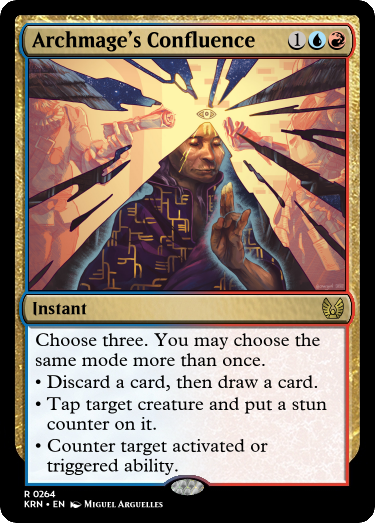 Archmage's Confluence 1
Instant
Choose three. You may choose the
same mode more than once.
• Discard a card, then draw a card.
• Tap target creature and put a stun
counter on it.
• Counter target activated or
triggered ability.
R 0264
KRN • EN Miguel Arguelles